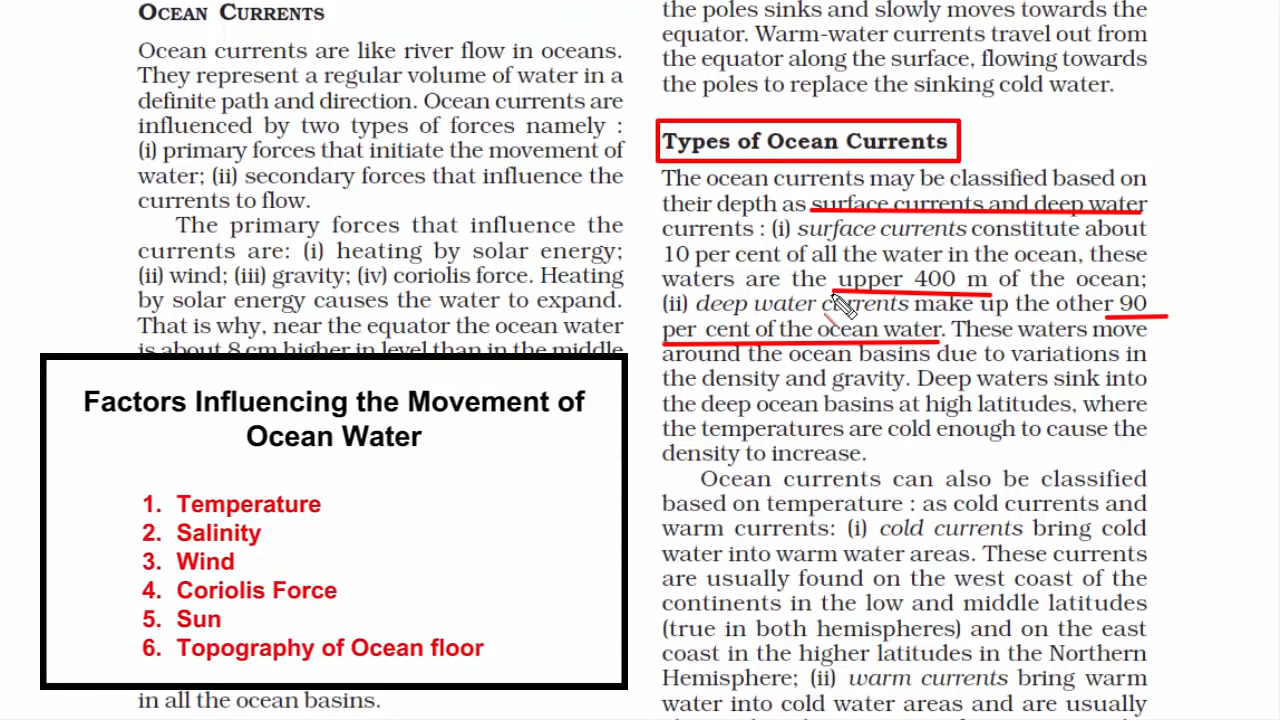 OCEAN CURRENTS
Ocean currents are like river flow in oceans.
They represent a regular volume of water in a
definite path and direction. Ocean currents are
influenced by two types of forces namely :
(i) primary forces that initiate the movement of
water; (ii) secondary forces that influence the
currents to flow.
The primary forces that influence the
currents are: (i) heating by solar energy;
(ii) wind; (iii) gravity; (iv) coriolis force. Heating
by solar energy causes the water to expand.
That is why, near the equator the ocean water
is about 8 cm higher in level than in the middle
Factors Influencing the Movement of
Ocean Water
1. Temperature
2. Salinity
3. Wind
4. Coriolis Force
5. Sun
6. Topography of Ocean floor
in all the ocean basins.
the poles sinks and slowly moves towards the
equator. Warm-water currents travel out from
the equator along the surface, flowing towards
the poles to replace the sinking cold water.
Types of Ocean Currents
The ocean currents may be classified based on
their depth as surface currents and deep water
currents : (i) surface currents constitute about
10 per cent of all the water in the ocean, these
waters are the upper 400 m of the ocean;
(ii) deep water currents make up the other 90
per cent of the ocean water. These waters move
around the ocean basins due to variations in
the density and gravity. Deep waters sink into
the deep ocean basins at high latitudes, where
the temperatures are cold enough to cause the
density to increase.
Ocean currents can also be classified
based on temperature : as cold currents and
warm currents: (i) cold currents bring cold
water into warm water areas. These currents
are usually found on the west coast of the
continents in the low and middle latitudes
(true in both hemispheres) and on the east
coast in the higher latitudes in the Northern
Hemisphere; (ii) warm currents bring warm
water into cold water areas and are usually